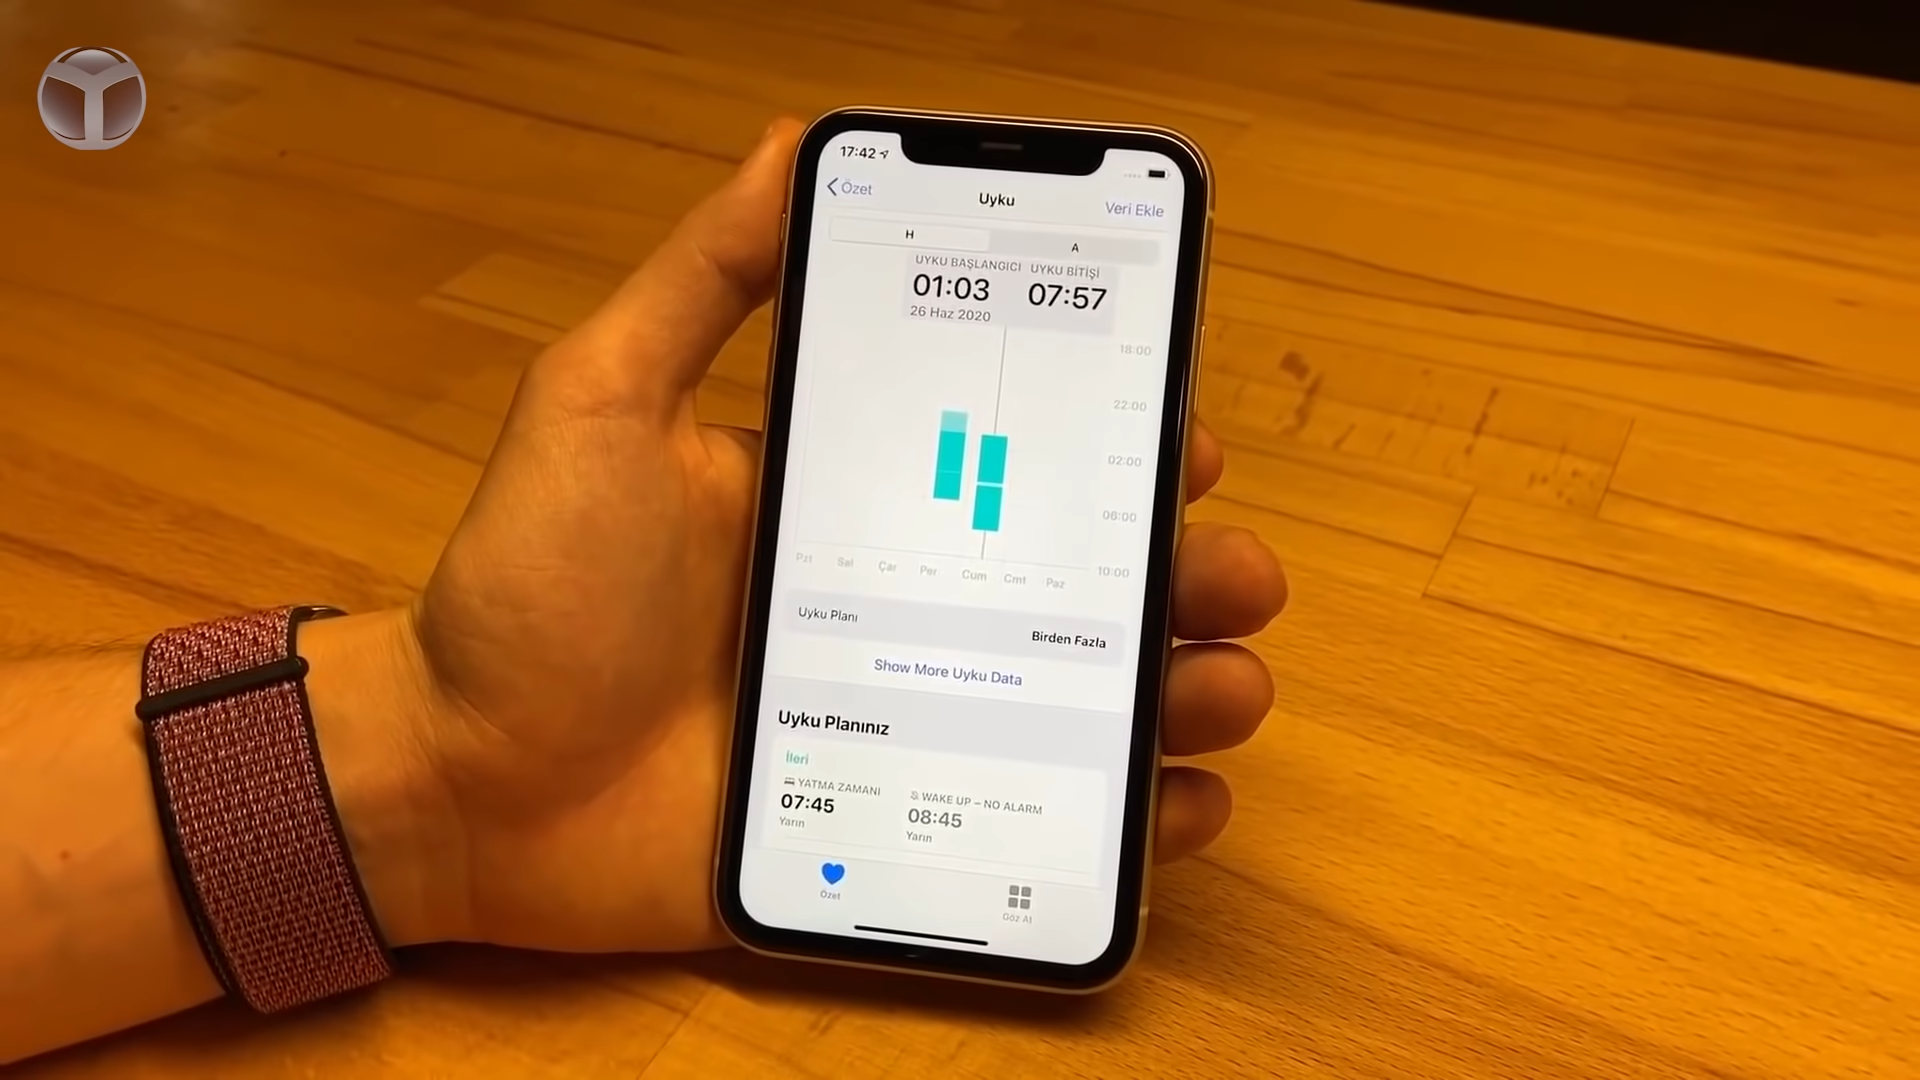 17:42
Özet
Uyku
Veri Ekle
H
A
UYKU BAŞLANGICI
UYKU BİTİŞİ
01:03
07:57
26 Haz 2020
18:00
22:00
02:00
06:00
10:00
Pzt
Sal
Çar
Per
Cum
Cmt
Paz
Uyku Planı
Birden Fazla
Show More Uyku Data
Uyku Planınız
İleri
YATMA ZAMANI
WAKE UP – NO ALARM
07:45
08:45
Yarın
Yarın
Özet
Göz At